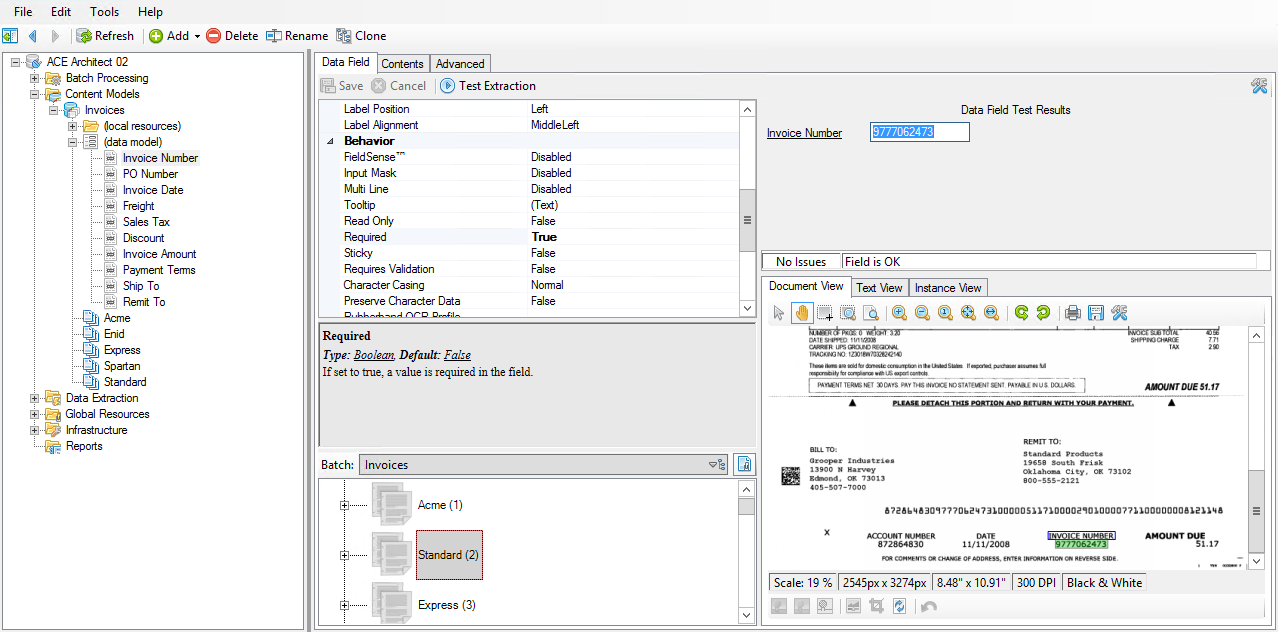 File Edit Tools Help
Refresh Add Delete Rename Clone
ACE Architect 02
Batch Processing
Content Models
Invoices
(local resources)
(data model)
Invoice Number
PO Number
Invoice Date
Freight
Sales Tax
Discount
Invoice Amount
Payment Terms
Ship To
Remit To
Acme
Enid
Express
Spartan
Standard
Data Extraction
Global Resources
Infrastructure
Reports
Data Field Contents Advanced
Save Cancel Test Extraction
Label Position Left
Label Alignment MiddleLeft
Behavior
FieldSense™ Disabled
Input Mask Disabled
Multi Line Disabled
Tooltip (Text)
Read Only False
Required True
Sticky False
Requires Validation False
Character Casing Normal
Preserve Character Data False
Rubberband OCR Profile
Required
Type: Boolean, Default: False
If set to true, a value is required in the field.
Batch: Invoices
Acme (1)
Standard (2)
Express (3)
Data Field Test Results
Invoice Number 9777062473
No Issues Field is OK
Document View Text View Instance View
NUMBER OF PKGS: 0 WEIGHT: 3.20
DATE SHIPPED: 11/11/2008
CARRIER: UPS GROUND REGIONAL
TRACKING NO: 1Z3018W70328242140
INVOICE SUB TOTAL 40.56
SHIPPING CHARGE 7.71
TAX 2.90
These items are sold for domestic consumption in the United States. If exported, purchaser assumes full
responsibility for compliance with US export controls.
PAYMENT TERMS NET 30 DAYS. PAY THIS INVOICE NO STATEMENT SENT. PAYABLE IN U.S. DOLLARS.
AMOUNT DUE 51.17
PLEASE DETACH THIS PORTION AND RETURN WITH YOUR PAYMENT.
BILL TO:
Grooper Industries
13900 N Harvey
Edmond, OK 73013
405-507-7000
REMIT TO:
Standard Products
19658 South Frisk
Oklahoma City, OK 73102
800-555-2121
X
ACCOUNT NUMBER DATE INVOICE NUMBER AMOUNT DUE
872864830 11/11/2008 9777062473 51.17
FOR COMMENTS OR CHANGE OF ADDRESS, ENTER INFORMATION ON REVERSE SIDE.
Scale: 19 % 2545px x 3274px 8.48" x 10.91" 300 DPI Black & White